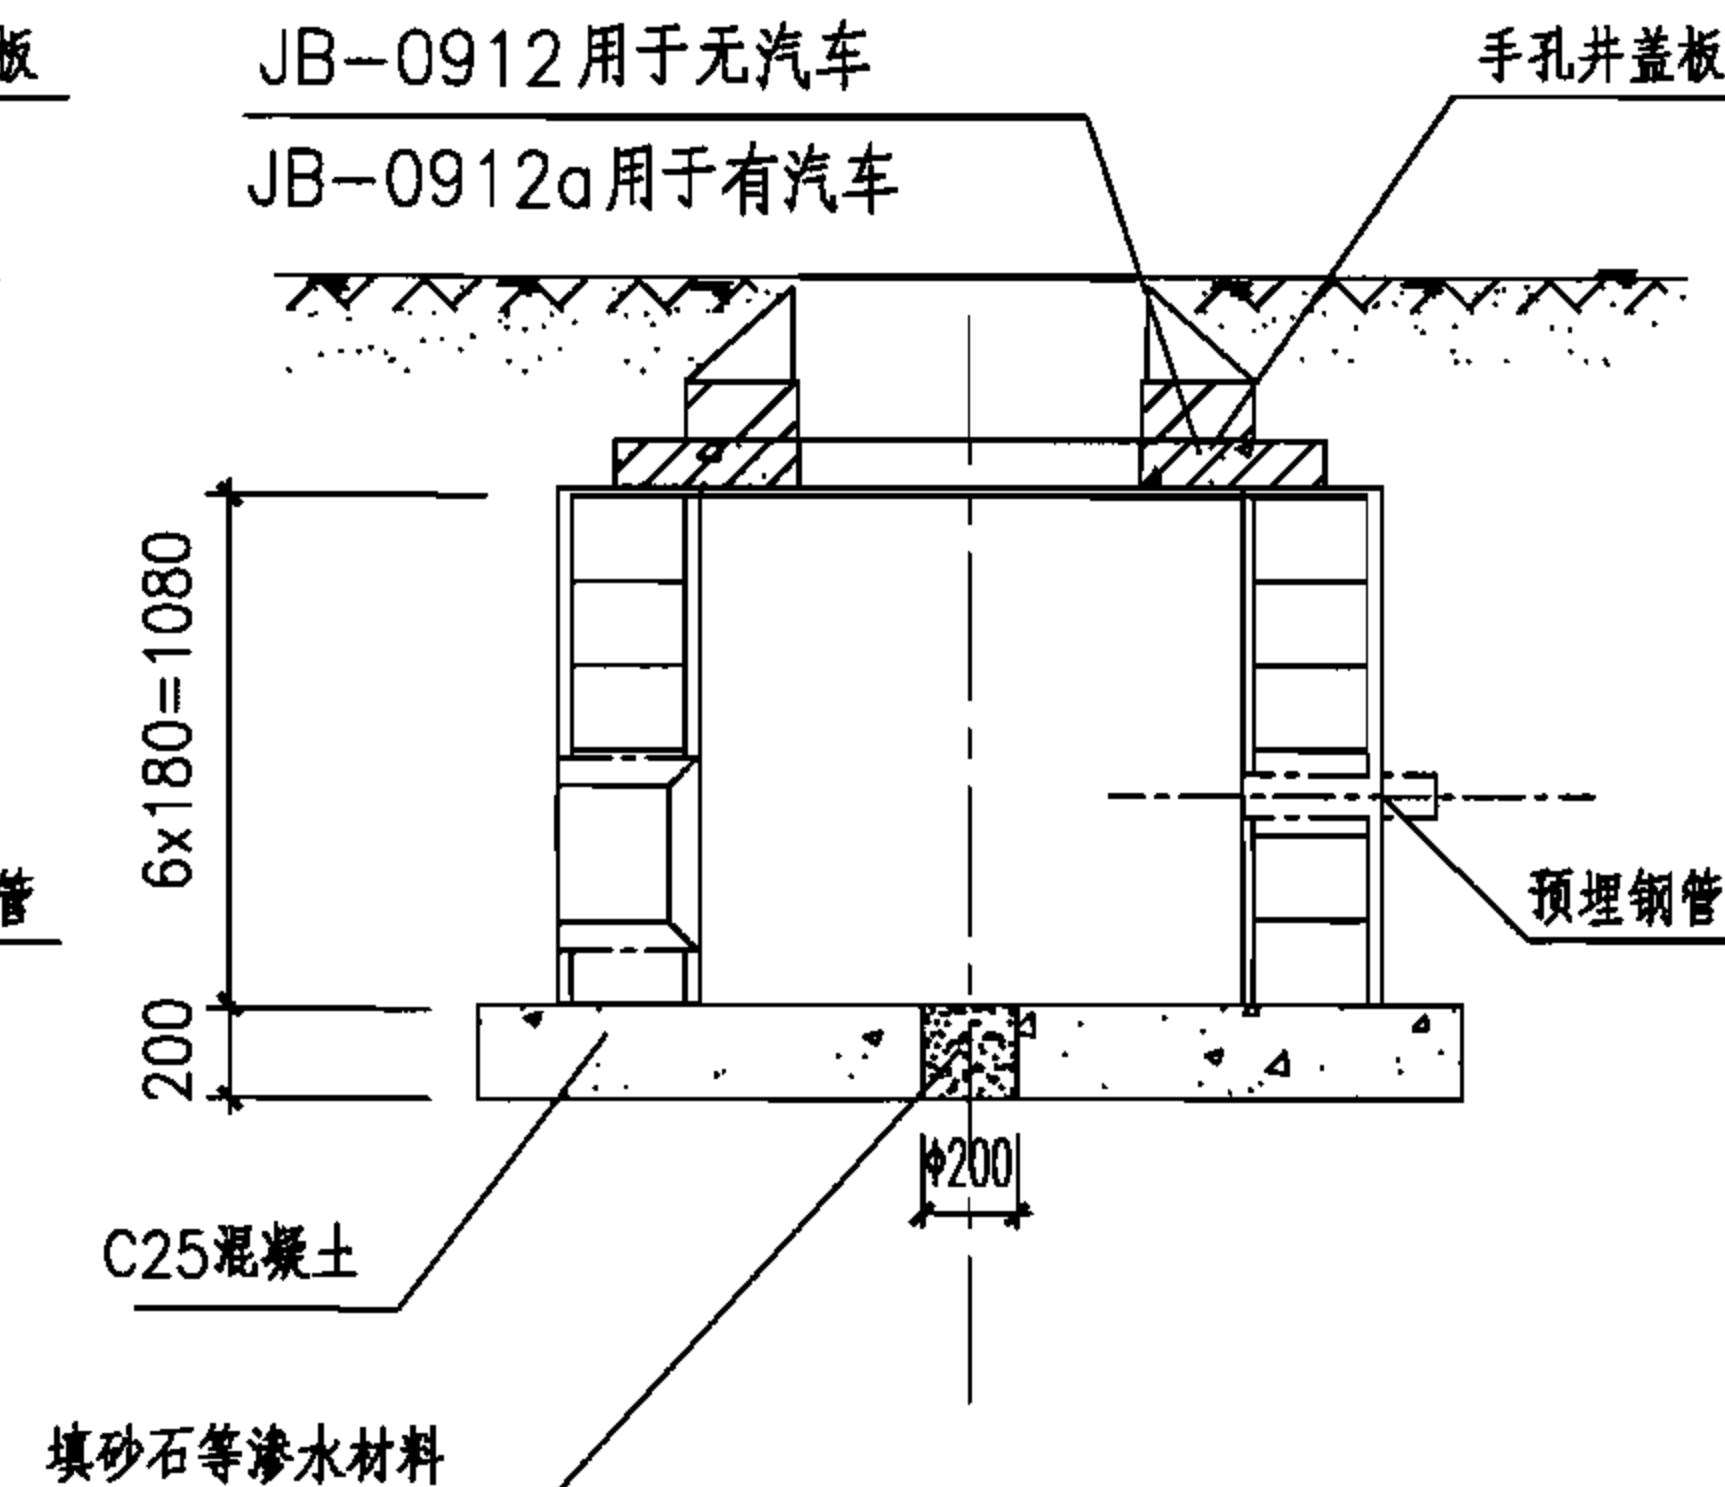 板
JB-0912用于无汽车
手孔井盖板
JB-0912a用于有汽车
6x180=1080
管
预埋钢管
200
ϕ200
C25混凝土
填砂石等渗水材料